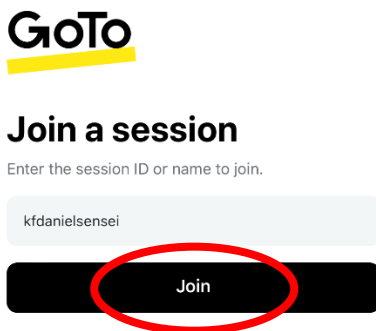 GoTo
Join a session
Enter the session ID or name to join.
kfdanielsensei
Join